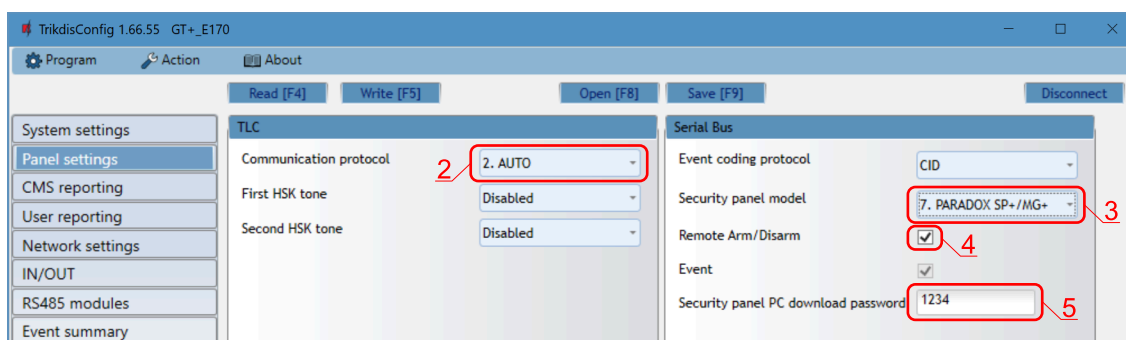 TrikdisConfig 1.66.55 GT+_E170
Program Action About
Read [F4] Write [F5] Open [F8] Save [F9] Disconnect
System settings
Panel settings
CMS reporting
User reporting
Network settings
IN/OUT
RS485 modules
Event summary
TLC
Communication protocol 2 2. AUTO
First HSK tone Disabled
Second HSK tone Disabled
Serial Bus
Event coding protocol CID
Security panel model 7. PARADOX SP+/MG+ 3
Remote Arm/Disarm 4
Event
Security panel PC download password 1234 5